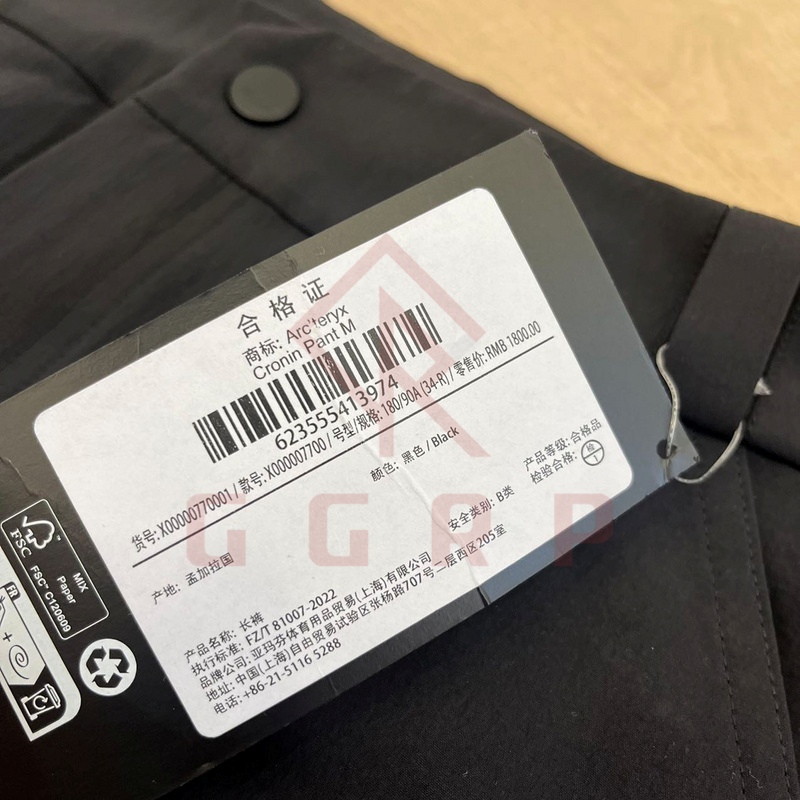 合格证
商标: Arc'teryx
Cronin Pant M
623555413974
货号: X00000770001 / 款号: X000007700 / 号型/规格: 180/90A (34-R) / 零售价: RMB 1800.00
颜色: 黑色 / Black
产品等级: 合格品
检验合格: 检1
产地: 孟加拉国
安全类别: B类
产品名称: 长裤
执行标准: FZ/T 81007-2022
品牌公司: 亚玛芬体育用品贸易(上海)有限公司
地址: 中国(上海)自由贸易试验区张杨路707号二层西区205室
电话: +86-21-5116 5288
FSC
MIX
Paper
FSC® C120609
FR
GGRP